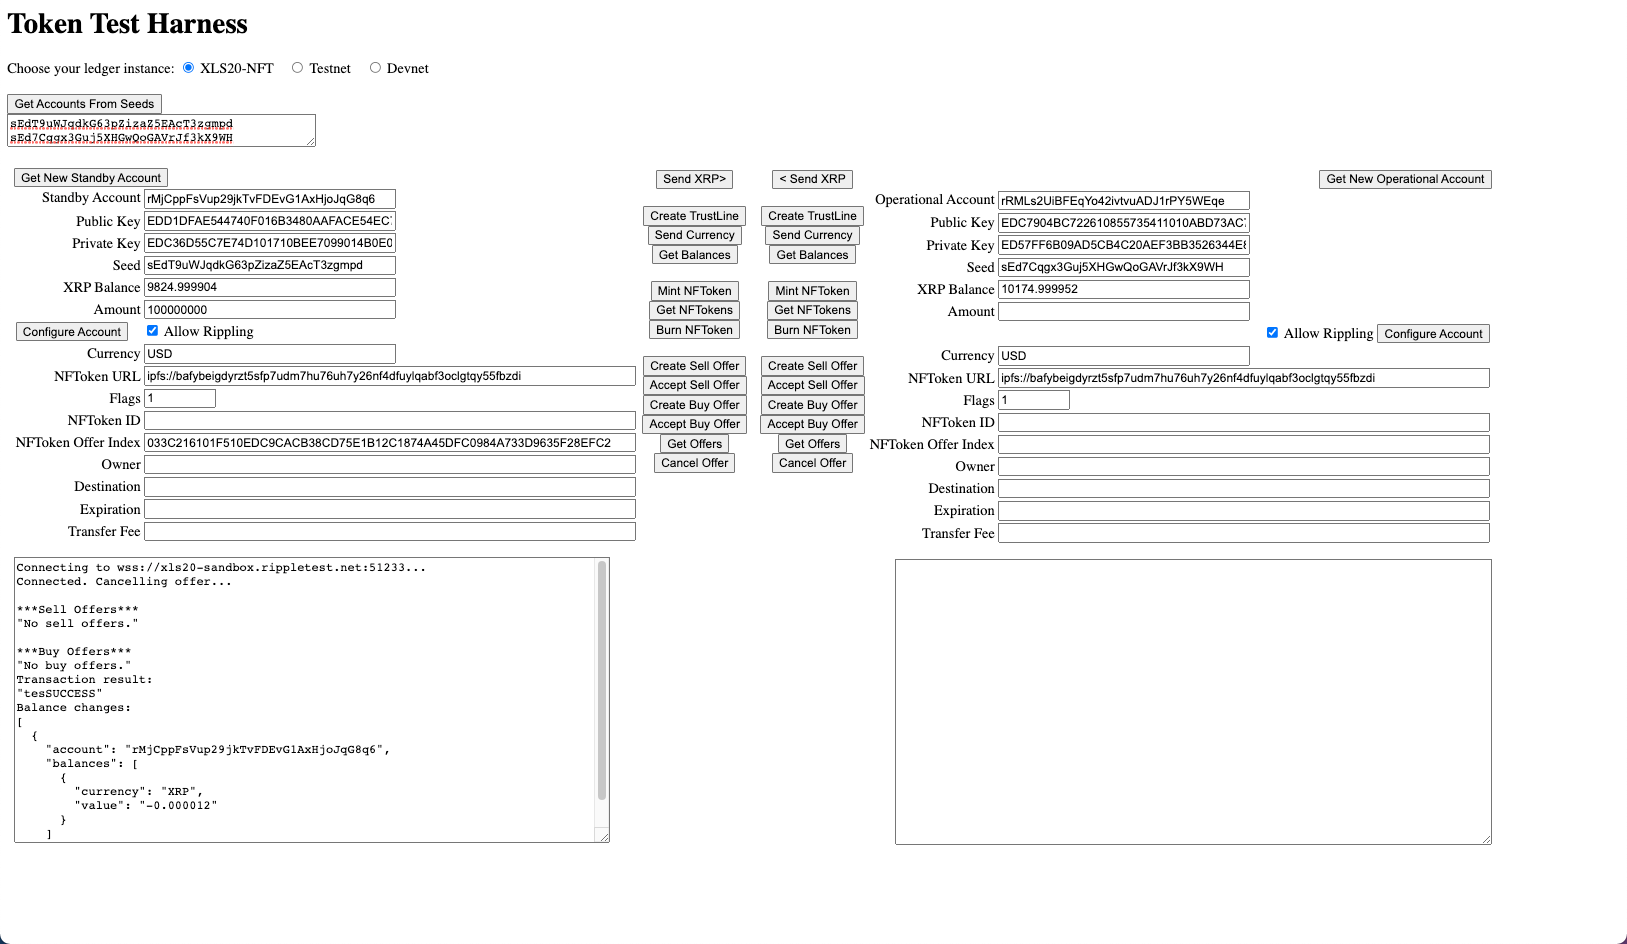 Token Test Harness
Choose your ledger instance: XLS20-NFT Testnet Devnet
Get Accounts From Seeds
sEdT9uWJqdkG63pZizaZ5EAcT3zgmpd
sEd7Cqgx3Guj5XHGwQoGAVrJf3kX9WH
Get New Standby Account
Standby Account rMjCppFsVup29jkTvFDEvG1AxHjoJqG8q6
Public Key EDD1DFAE544740F016B3480AAFACE54EC
Private Key EDC36D55C7E74D101710BEE7099014B0E0
Seed sEdT9uWJqdkG63pZizaZ5EAcT3zgmpd
XRP Balance 9824.999904
Amount 100000000
Configure Account Allow Rippling
Currency USD
NFToken URL ipfs://bafybeigdyrzt5sfp7udm7hu76uh7y26nf4dfuylqabf3oclgtqy55fbzdi
Flags 1
NFToken ID
NFToken Offer Index 033C216101F510EDC9CACB38CD75E1B12C1874A45DFC0984A733D9635F28EFC2
Owner
Destination
Expiration
Transfer Fee
Send XRP> < Send XRP
Create TrustLine Create TrustLine
Send Currency Send Currency
Get Balances Get Balances
Mint NFToken Mint NFToken
Get NFTokens Get NFTokens
Burn NFToken Burn NFToken
Create Sell Offer Create Sell Offer
Accept Sell Offer Accept Sell Offer
Create Buy Offer Create Buy Offer
Accept Buy Offer Accept Buy Offer
Get Offers Get Offers
Cancel Offer Cancel Offer
Get New Operational Account
Operational Account rRMLs2UiBFEqYo42ivtvuADJ1rPY5WEqe
Public Key EDC7904BC722610855735411010ABD73AC
Private Key ED57FF6B09AD5CB4C20AEF3BB3526344E
Seed sEd7Cqgx3Guj5XHGwQoGAVrJf3kX9WH
XRP Balance 10174.999952
Amount
Allow Rippling Configure Account
Currency USD
NFToken URL ipfs://bafybeigdyrzt5sfp7udm7hu76uh7y26nf4dfuylqabf3oclgtqy55fbzdi
Flags 1
NFToken ID
NFToken Offer Index
Owner
Destination
Expiration
Transfer Fee
Connecting to wss://xls20-sandbox.rippletest.net:51233...
Connected. Cancelling offer...
***Sell Offers***
"No sell offers."
***Buy Offers***
"No buy offers."
Transaction result:
"tesSUCCESS"
Balance changes:
[
{
"account": "rMjCppFsVup29jkTvFDEvG1AxHjoJqG8q6",
"balances": [
{
"currency": "XRP",
"value": "-0.000012"
}
]